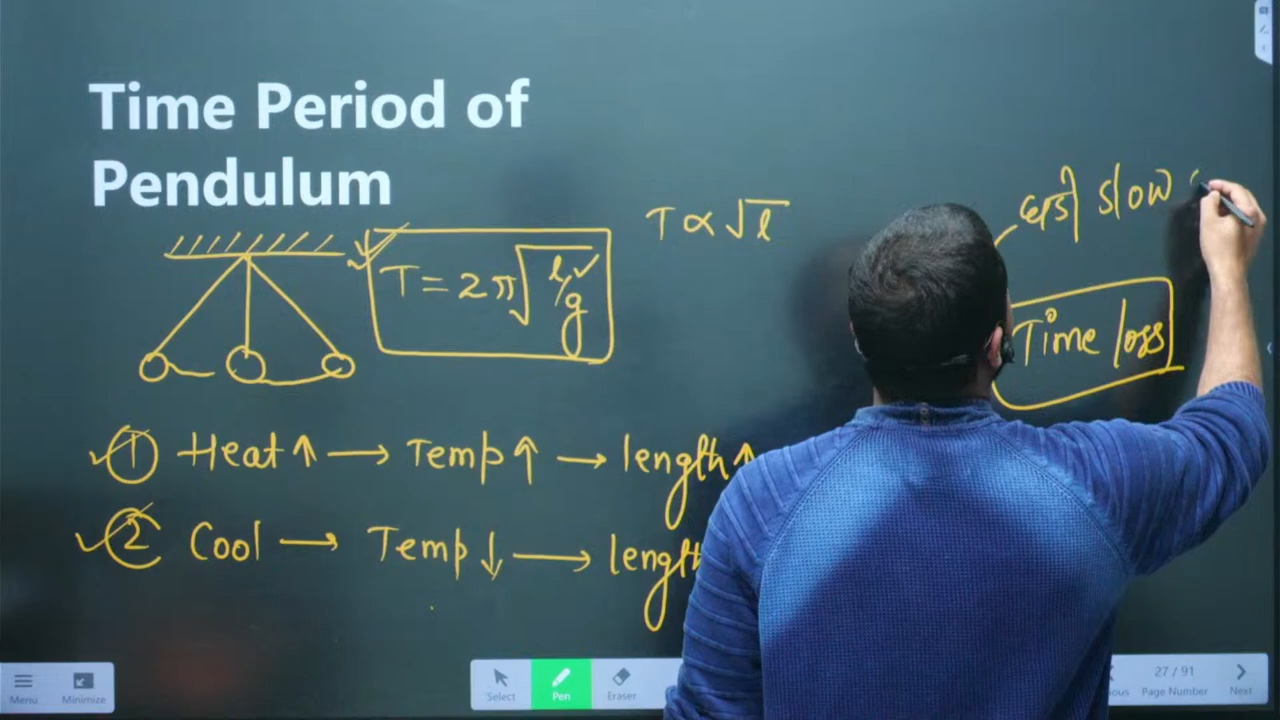 Time Period of
Pendulum
T ∝ √l
T = 2π√l/g
घड़ी slow
Time loss
① Heat ↑ → Temp ↑ → length ↑
② Cool → Temp ↓ → length
Menu
Minimize
Select
Pen
Eraser
27 / 91
Page Number
Next